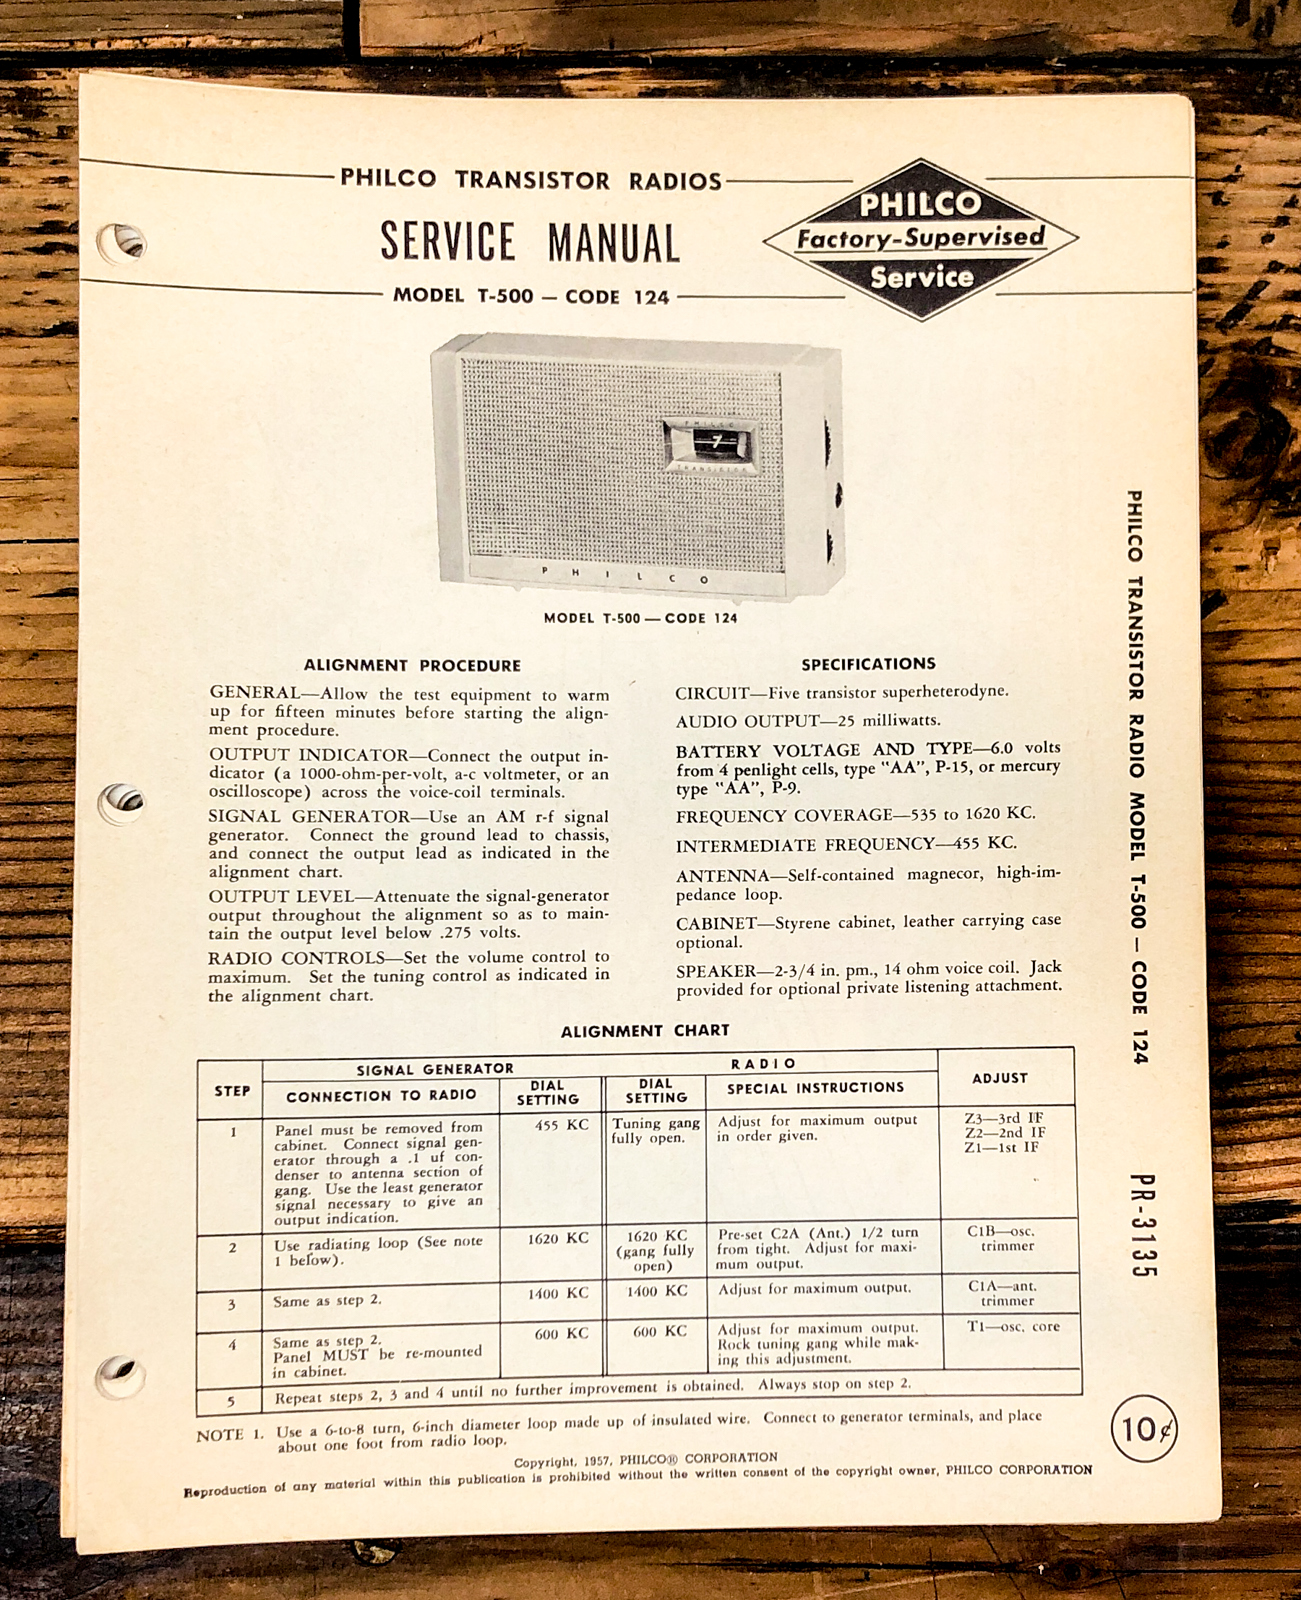 PHILCO TRANSISTOR RADIOS
SERVICE MANUAL
MODEL T-500 — CODE 124
PHILCO
Factory-Supervised
Service
PHILCO
7
TRANSISTOR
PHILCO
MODEL T-500 — CODE 124
ALIGNMENT PROCEDURE
GENERAL—Allow the test equipment to warm
up for fifteen minutes before starting the align-
ment procedure.
OUTPUT INDICATOR—Connect the output in-
dicator (a 1000-ohm-per-volt, a-c voltmeter, or an
oscilloscope) across the voice-coil terminals.
SIGNAL GENERATOR—Use an AM r-f signal
generator. Connect the ground lead to chassis,
and connect the output lead as indicated in the
alignment chart.
OUTPUT LEVEL—Attenuate the signal-generator
output throughout the alignment so as to main-
tain the output level below .275 volts.
RADIO CONTROLS—Set the volume control to
maximum. Set the tuning control as indicated in
the alignment chart.
SPECIFICATIONS
CIRCUIT—Five transistor superheterodyne.
AUDIO OUTPUT—25 milliwatts.
BATTERY VOLTAGE AND TYPE—6.0 volts
from 4 penlight cells, type "AA", P-15, or mercury
type "AA", P-9.
FREQUENCY COVERAGE—535 to 1620 KC.
INTERMEDIATE FREQUENCY—455 KC.
ANTENNA—Self-contained magnecor, high-im-
pedance loop.
CABINET—Styrene cabinet, leather carrying case
optional.
SPEAKER—2-3/4 in. pm., 14 ohm voice coil. Jack
provided for optional private listening attachment.
ALIGNMENT CHART
STEP
SIGNAL GENERATOR
RADIO
ADJUST
CONNECTION TO RADIO
DIAL
SETTING
DIAL
SETTING
SPECIAL INSTRUCTIONS
1
Panel must be removed from
cabinet. Connect signal gen-
erator through a .1 uf con-
denser to antenna section of
gang. Use the least generator
signal necessary to give an
output indication.
455 KC
Tuning gang
fully open.
Adjust for maximum output
in order given.
Z3—3rd IF
Z2—2nd IF
Z1—1st IF
2
Use radiating loop (See note
1 below).
1620 KC
1620 KC
(gang fully
open)
Pre-set C2A (Ant.) 1/2 turn
from tight. Adjust for maxi-
mum output.
C1B—osc.
trimmer
3
Same as step 2.
1400 KC
1400 KC
Adjust for maximum output.
C1A—ant.
trimmer
4
Same as step 2.
Panel MUST be re-mounted
in cabinet.
600 KC
600 KC
Adjust for maximum output.
Rock tuning gang while mak-
ing this adjustment.
T1—osc. core
5
Repeat steps 2, 3 and 4 until no further improvement is obtained. Always stop on step 2.
NOTE 1. Use a 6-to-8 turn, 6-inch diameter loop made up of insulated wire. Connect to generator terminals, and place
about one foot from radio loop.
Copyright, 1957, PHILCO® CORPORATION
Reproduction of any material within this publication is prohibited without the written consent of the copyright owner, PHILCO CORPORATION
PHILCO TRANSISTOR RADIO MODEL T-500 — CODE 124
PR-3135
10¢